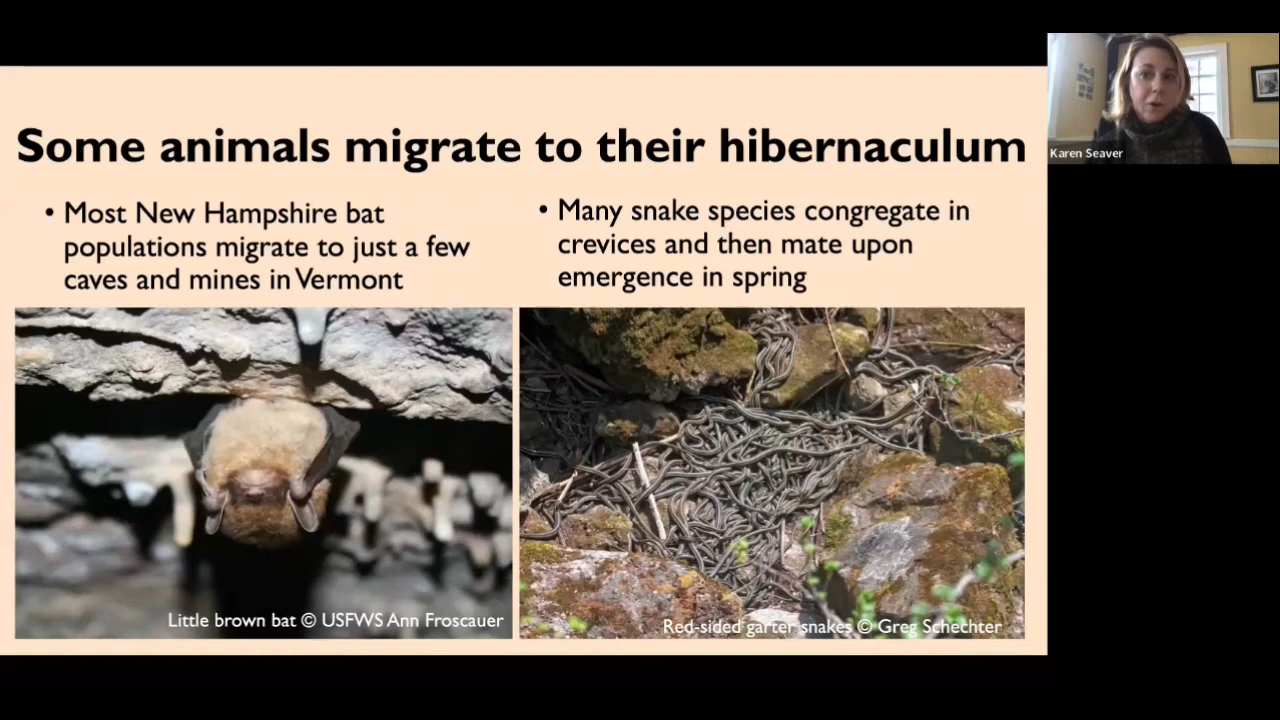 Some animals migrate to their hibernaculum
• Most New Hampshire bat
populations migrate to just a few
caves and mines in Vermont
• Many snake species congregate in
crevices and then mate upon
emergence in spring
Little brown bat © USFWS Ann Froscauer
Red-sided garter snakes © Greg Schechter
Karen Seaver